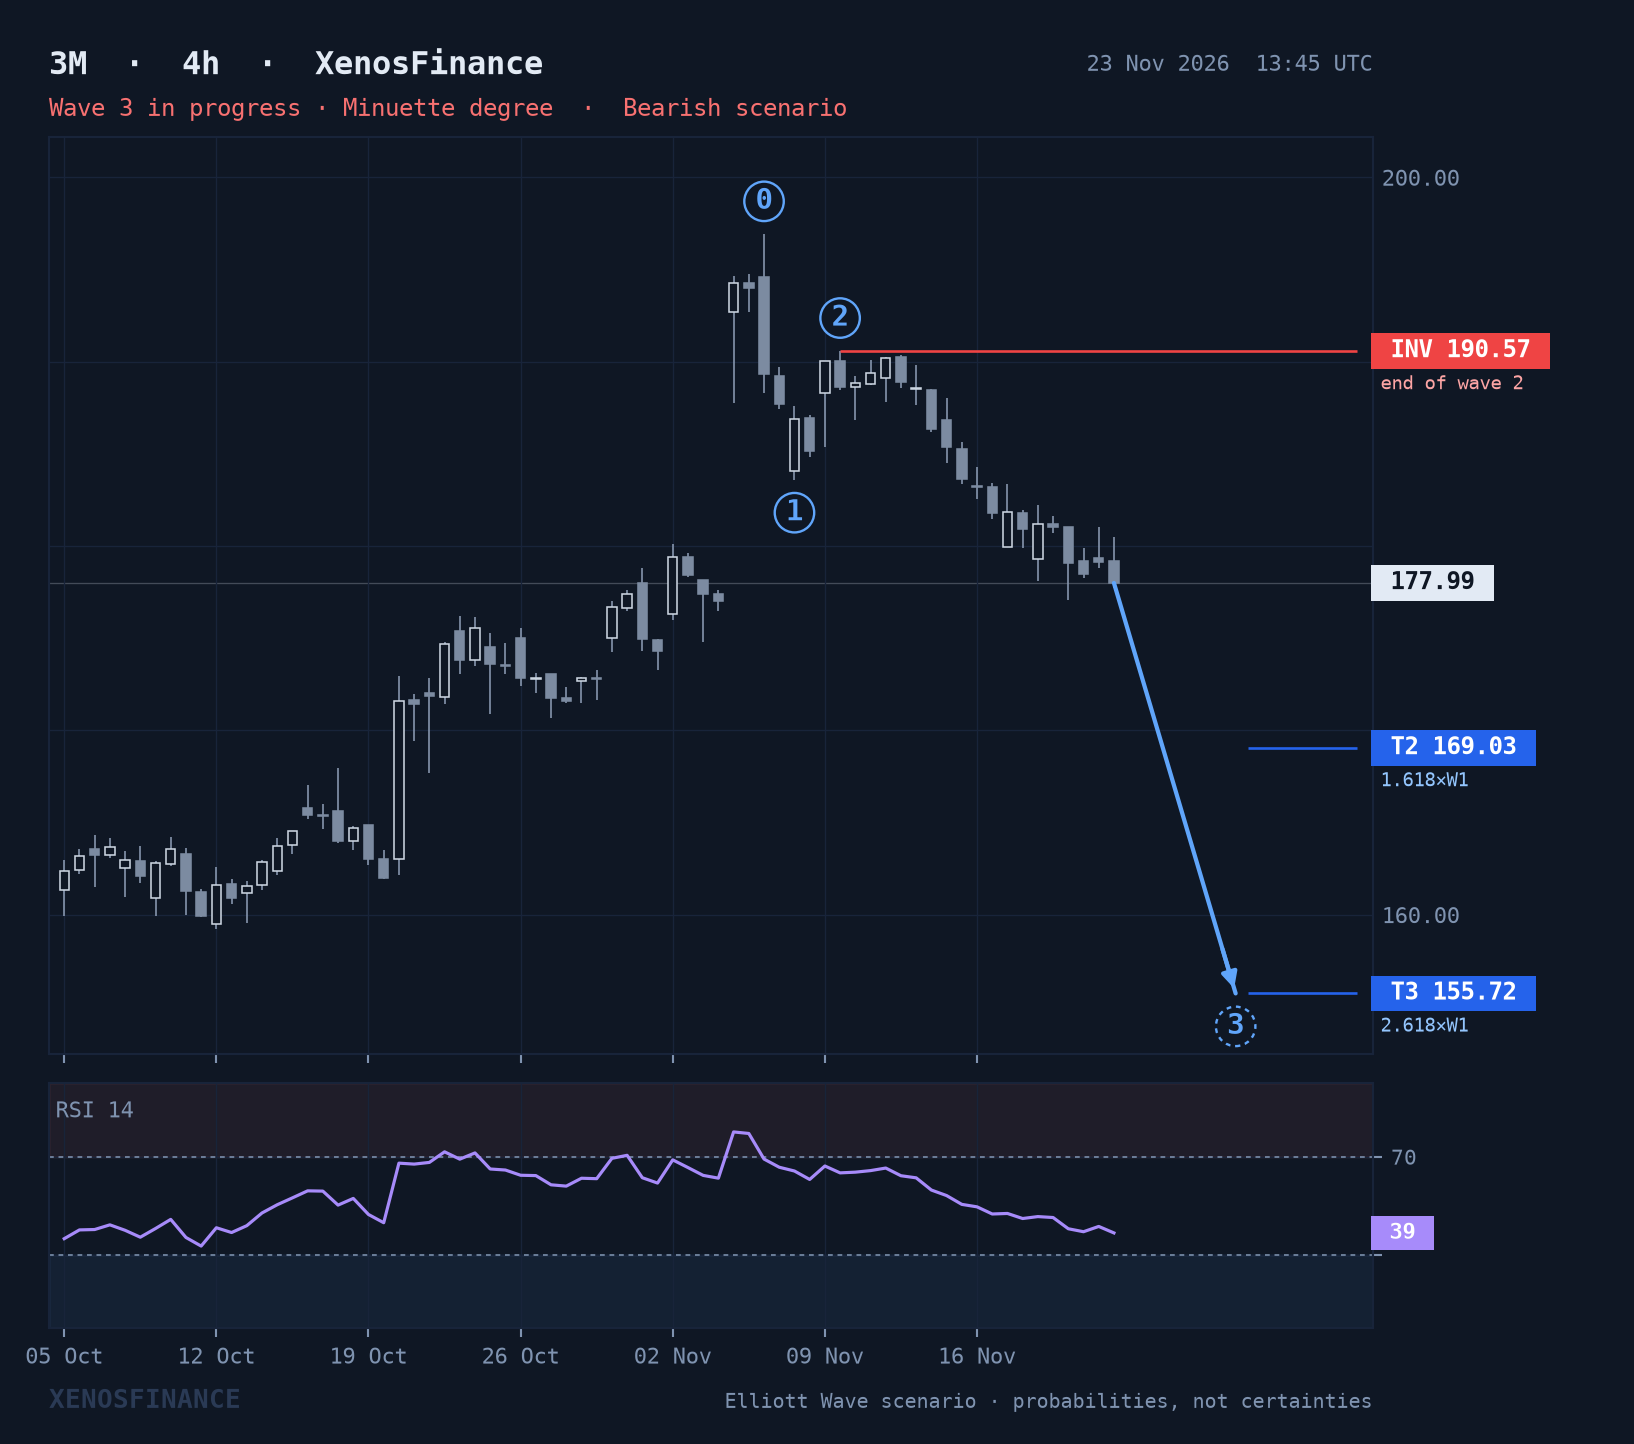 3M · 4h · XenosFinance
23 Nov 2026 13:45 UTC
Wave 3 in progress · Minuette degree · Bearish scenario
200.00
0
2
INV 190.57
end of wave 2
1
177.99
T2 169.03
1.618×W1
160.00
T3 155.72
2.618×W1
3
RSI 14
70
39
05 Oct 12 Oct 19 Oct 26 Oct 02 Nov 09 Nov 16 Nov
XENOSFINANCE
Elliott Wave scenario · probabilities, not certainties